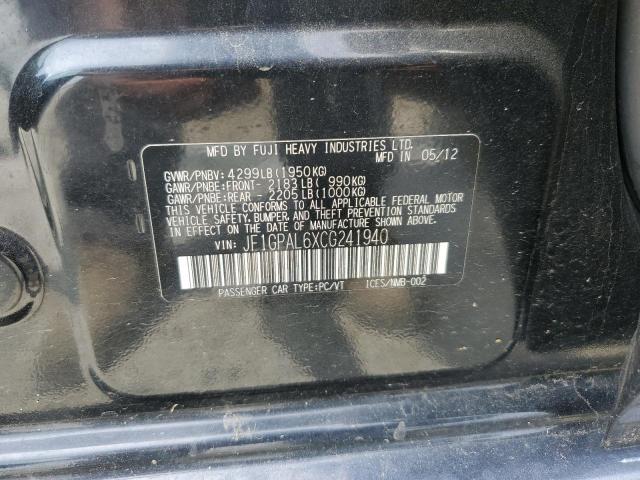 MFD BY FUJI HEAVY INDUSTRIES LTD.
MFD IN 05/12
GVWR/PNBV: 4299LB(1950KG)
GAWR/PNBE:FRONT- 2183LB( 990KG)
GAWR/PNBE:REAR - 2205LB(1000KG)
THIS VEHICLE CONFORMS TO ALL APPLICABLE FEDERAL MOTOR
VEHICLE SAFETY, BUMPER, AND THEFT PREVENTION
STANDARDS IN EFFECT ON THE DATE OF MANUFACTURE SHOWN ABOVE.
VIN: JF1GPAL6XCG241940
PASSENGER CAR TYPE:PC/VT ICES/NMB-002